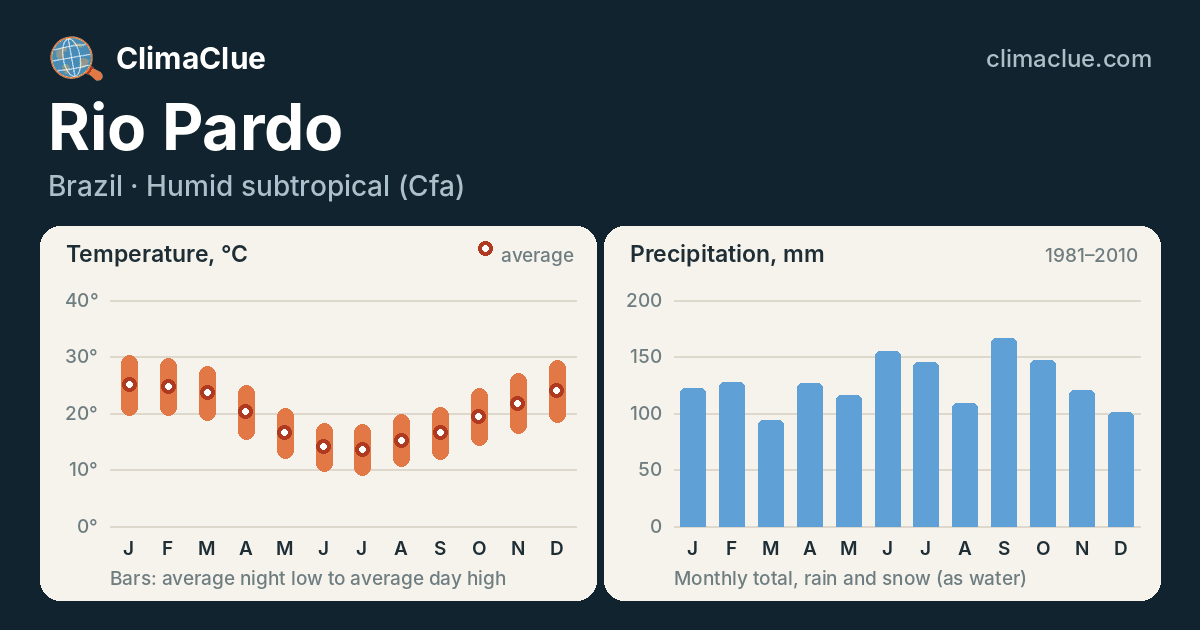 ClimaClue
climaclue.com
Rio Pardo
Brazil · Humid subtropical (Cfa)
Temperature, °C
average
40°
30°
20°
10°
0°
J F M A M J J A S O N D
Bars: average night low to average day high
Precipitation, mm
1981–2010
200
150
100
50
0
J F M A M J J A S O N D
Monthly total, rain and snow (as water)